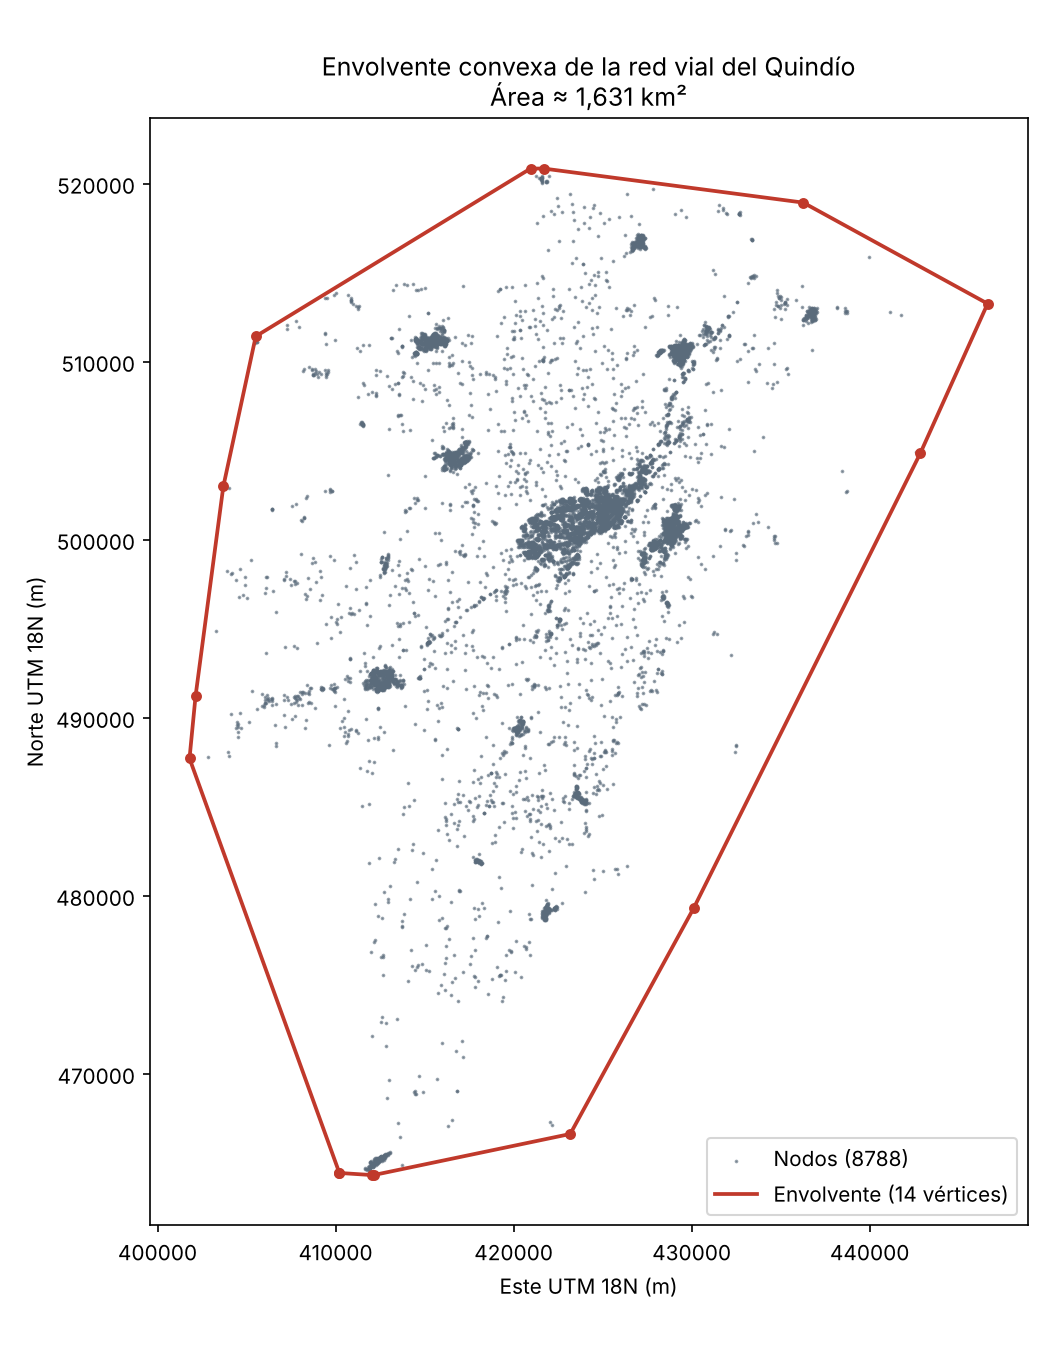 Envolvente convexa de la red vial del Quindío
Área ≈ 1,631 km²
Norte UTM 18N (m)
520000
510000
500000
490000
480000
470000
400000 410000 420000 430000 440000
Este UTM 18N (m)
Nodos (8788)
Envolvente (14 vértices)